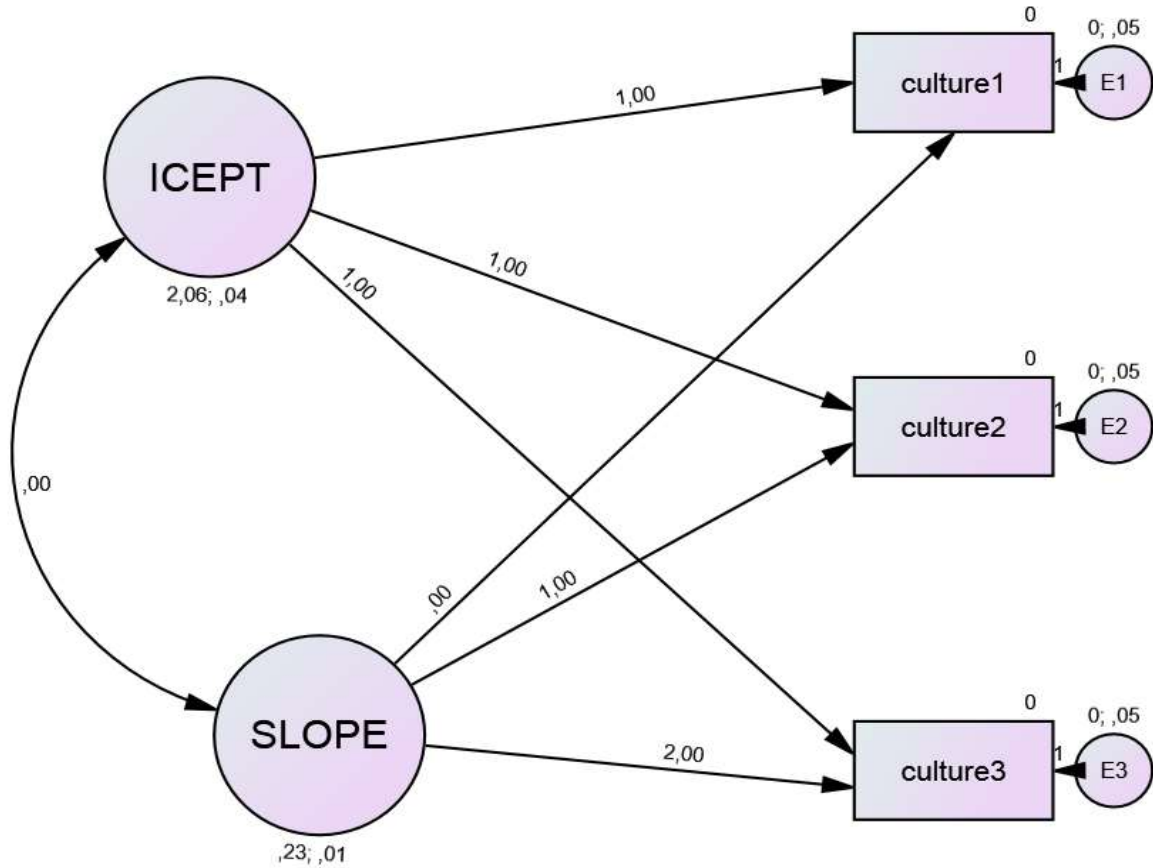 0
0; ,05
culture1
1
E1
1,00
ICEPT
2,06; ,04
1,00
1,00
0
0; ,05
culture2
1
E2
,00
,00
1,00
SLOPE
,23; ,01
2,00
0
0; ,05
culture3
1
E3